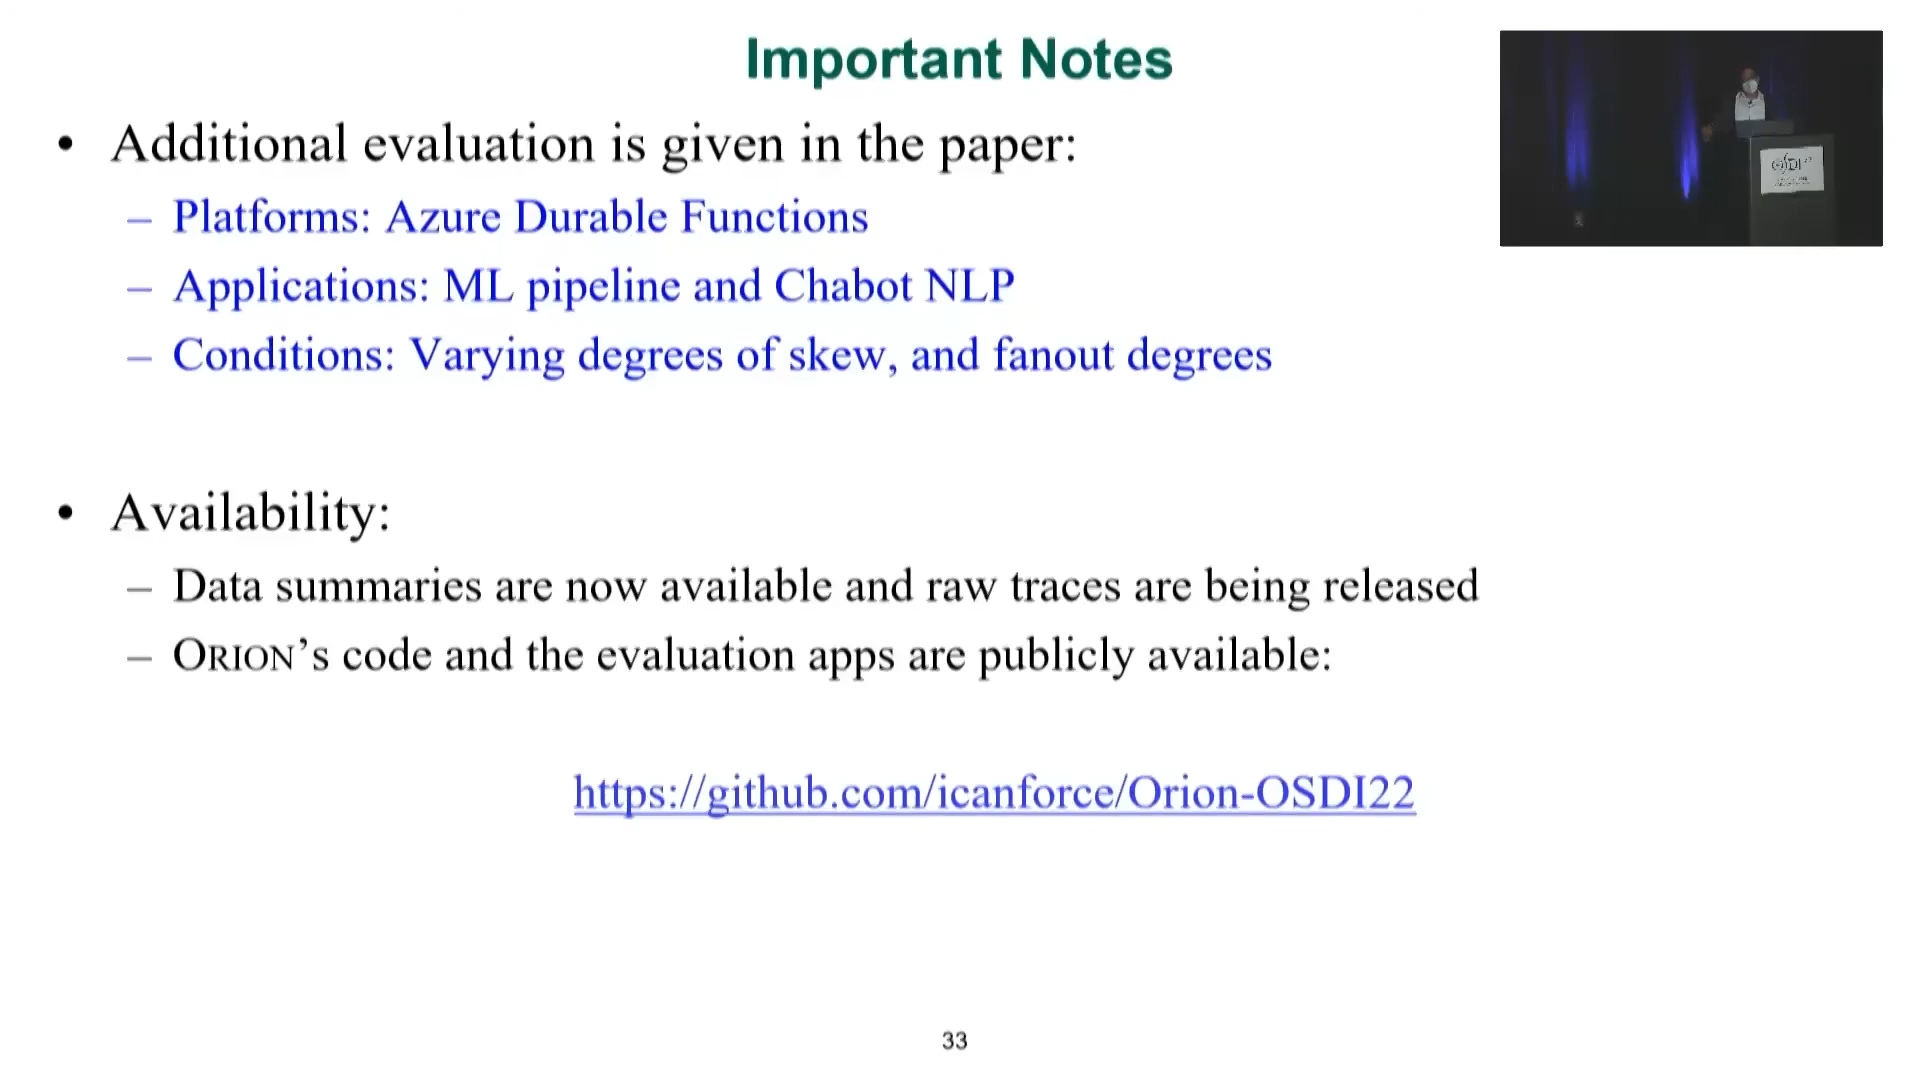 Important Notes
• Additional evaluation is given in the paper:
– Platforms: Azure Durable Functions
– Applications: ML pipeline and Chabot NLP
– Conditions: Varying degrees of skew, and fanout degrees
• Availability:
– Data summaries are now available and raw traces are being released
– ORION’s code and the evaluation apps are publicly available:
https://github.com/icanforce/Orion-OSDI22
33